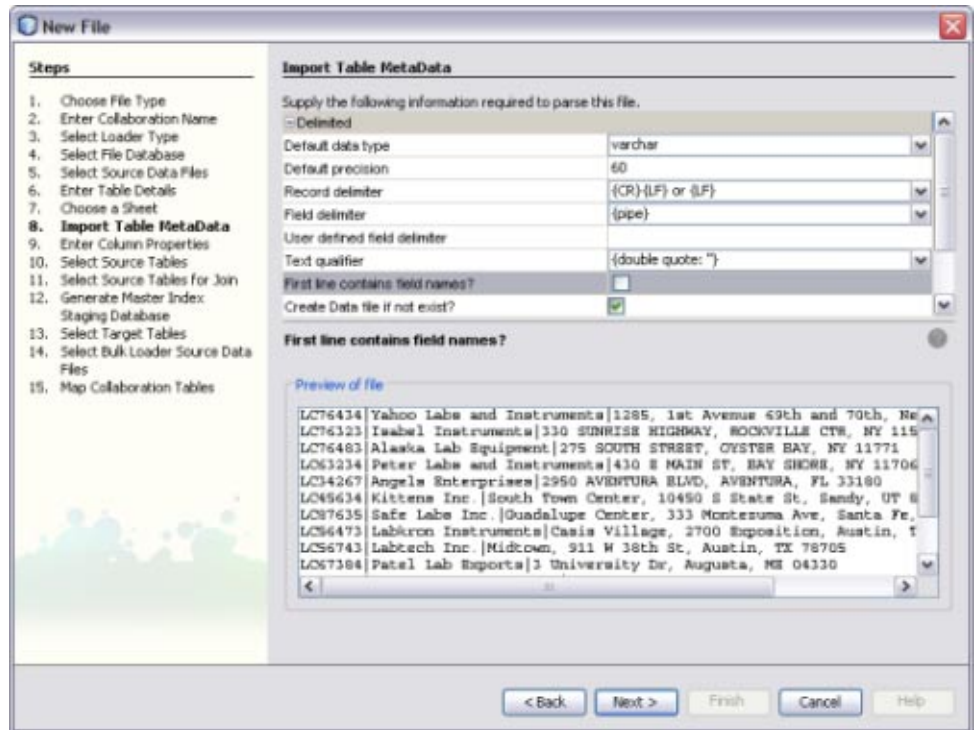 New File
Steps
1. Choose File Type
2. Enter Collaboration Name
3. Select Loader Type
4. Select File Database
5. Select Source Data Files
6. Enter Table Details
7. Choose a Sheet
8. Import Table MetaData
9. Enter Column Properties
10. Select Source Tables
11. Select Source Tables for Join
12. Generate Master Index
Staging Database
13. Select Target Tables
14. Select Bulk Loader Source Data
Files
15. Map Collaboration Tables
Import Table MetaData
Supply the following information required to parse this file.
Delimited
Default data type varchar
Default precision 60
Record delimiter {CR}{LF} or {LF}
Field delimiter {pipe}
User defined field delimiter
Text qualifier {double quote: "}
First line contains field names?
Create Data file if not exist?
First line contains field names?
Preview of file
LC76434|Yahoo Labs and Instruments|1285, 1st Avenue 69th and 70th, Ne
LC76323|Isabel Instruments|330 SUNRISE HIGHWAY, ROCKVILLE CTR, NY 115
LC76483|Alaska Lab Equipment|275 SOUTH STREET, OYSTER BAY, NY 11771
LC63234|Peter Labs and Instruments|430 E MAIN ST, BAY SHORE, NY 11706
LC34267|Angels Enterprises|2950 AVENTURA BLVD, AVENTURA, FL 33180
LC45634|Kittens Inc.|South Town Center, 10450 S State St, Sandy, UT 8
LC87635|Safe Labs Inc.|Guadalupe Center, 333 Montezuma Ave, Santa Fe,
LC56473|Labkron Instruments|Casis Village, 2700 Exposition, Austin, T
LC56743|Labtech Inc.|Midtown, 911 W 38th St, Austin, TX 78705
LC67384|Patel Lab Exports|3 University Dr, Augusta, ME 04330
< Back Next > Finish Cancel Help